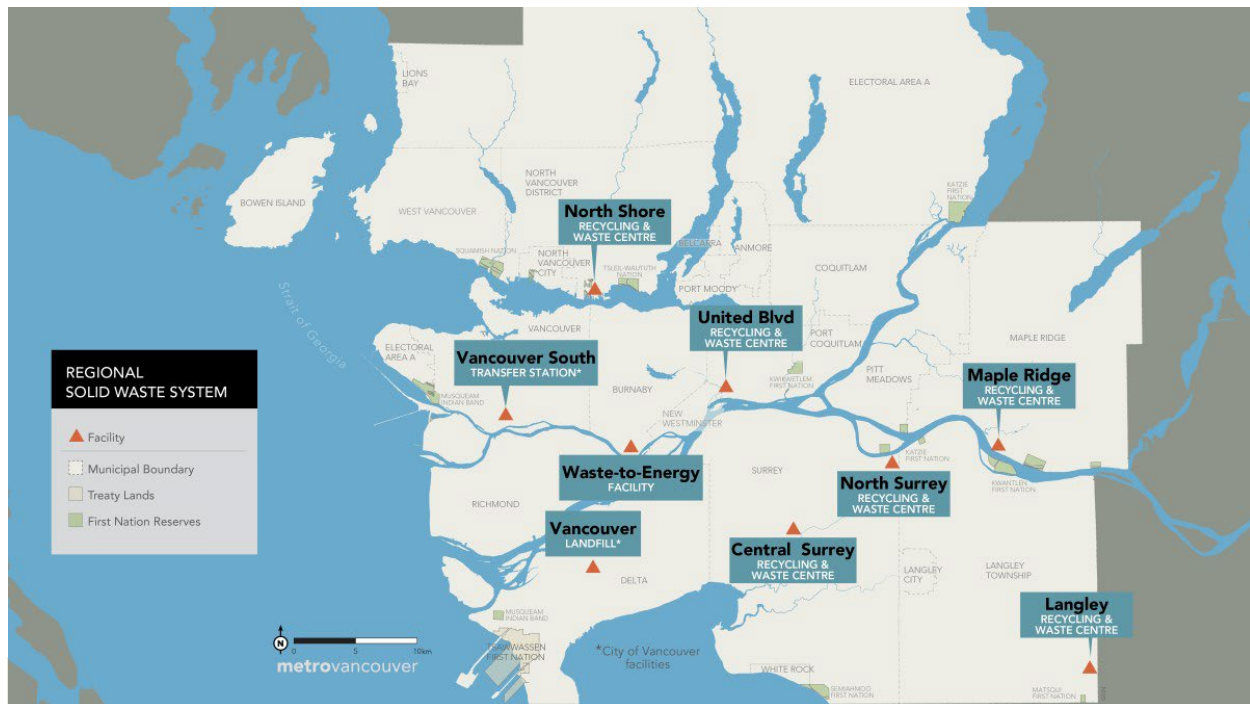 LIONS
BAY
ELECTORAL AREA A
BOWEN ISLAND
WEST VANCOUVER
NORTH
VANCOUVER
DISTRICT
North Shore
RECYCLING &
WASTE CENTRE
KATZIE
FIRST
NATION
BELCARRA
ANMORE
SQUAMISH NATION
NORTH
VANCOUVER
CITY
TSLEIL-WAUTUTH
NATION
PORT MOODY
COQUITLAM
Strait of Georgia
VANCOUVER
United Blvd
RECYCLING &
WASTE CENTRE
PORT
COQUITLAM
MAPLE RIDGE
ELECTORAL
AREA A
Vancouver South
TRANSFER STATION*
BURNABY
KWIKWETLEM
FIRST NATION
PITT
MEADOWS
Maple Ridge
RECYCLING &
WASTE CENTRE
MUSQUEAM
INDIAN BAND
NEW
WESTMINSTER
REGIONAL
SOLID WASTE SYSTEM
Facility
Municipal Boundary
Treaty Lands
First Nation Reserves
Waste-to-Energy
FACILITY
SURREY
KATZIE
FIRST NATION
North Surrey
RECYCLING &
WASTE CENTRE
KWANTLEN
FIRST NATION
RICHMOND
Vancouver
LANDFILL*
Central Surrey
RECYCLING &
WASTE CENTRE
DELTA
LANGLEY
CITY
LANGLEY
TOWNSHIP
Langley
RECYCLING &
WASTE CENTRE
MUSQUEAM
INDIAN BAND
TSAWWASSEN
FIRST NATION
*City of Vancouver
facilities
WHITE ROCK
SEMIAHMOO
FIRST NATION
MATSQUI
FIRST NATION
N
0 5 10km
metrovancouver